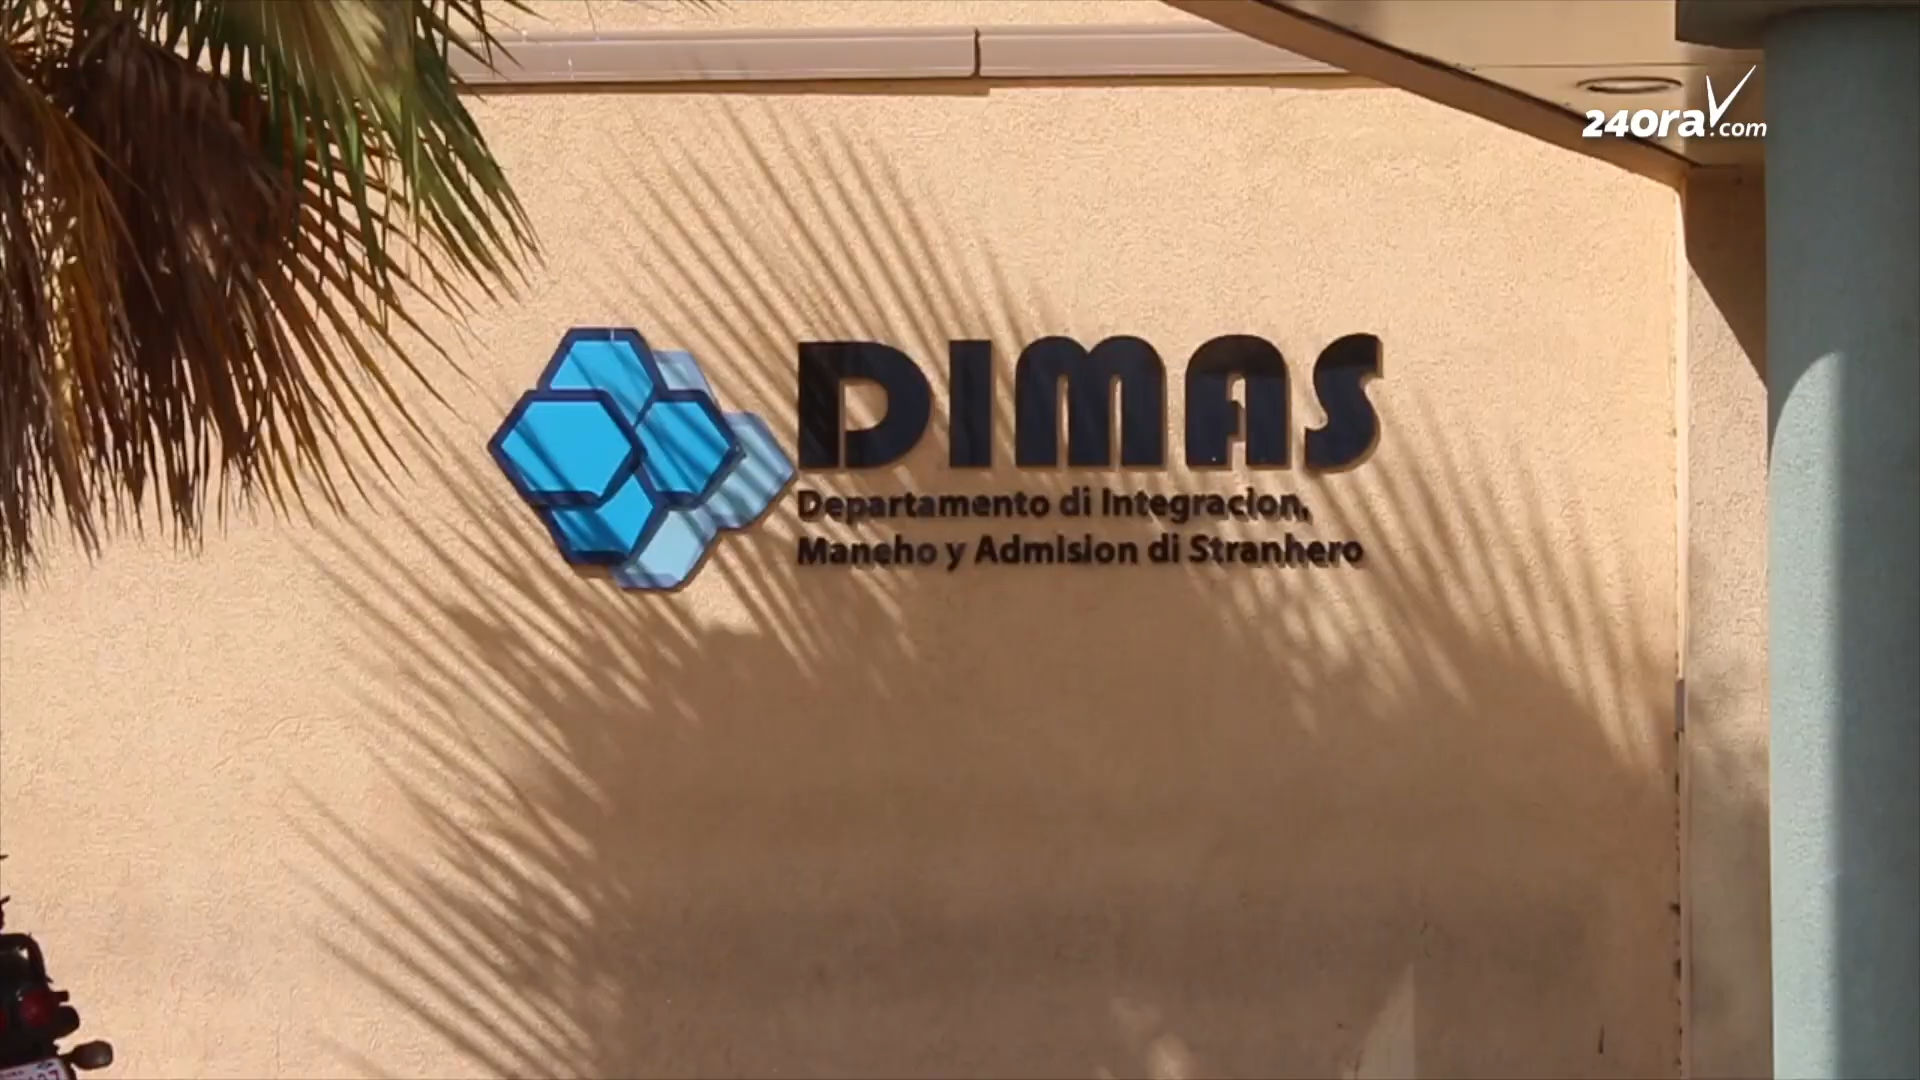 24ora.com
DIMAS
Departamento di Integracion,
Maneho y Admision di Stranhero